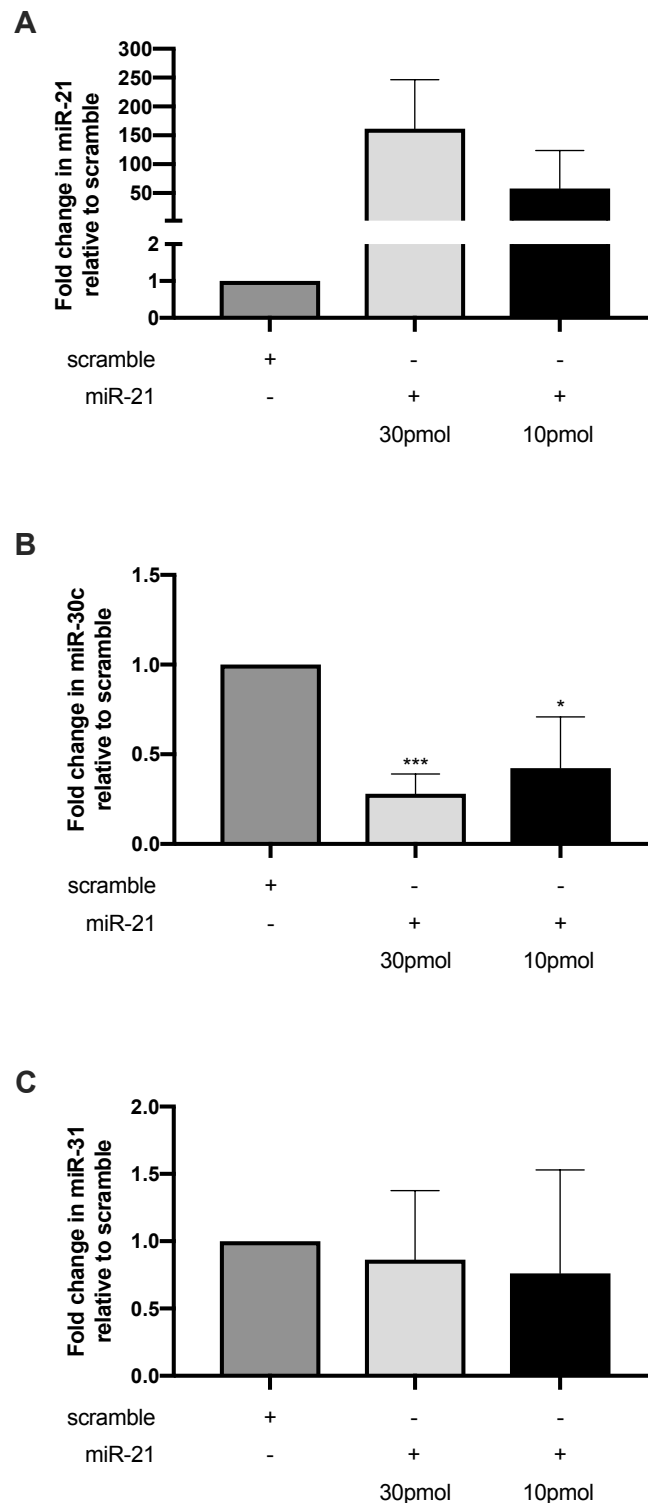 A
Fold change in miR-21
relative to scramble
300
250
200
150
100
50
2
1
0
scramble + - -
miR-21 - + +
30pmol 10pmol
B
Fold change in miR-30c
relative to scramble
1.5
1.0
0.5
0.0
*** *
scramble + - -
miR-21 - + +
30pmol 10pmol
C
Fold change in miR-31
relative to scramble
2.0
1.5
1.0
0.5
0.0
scramble + - -
miR-21 - + +
30pmol 10pmol